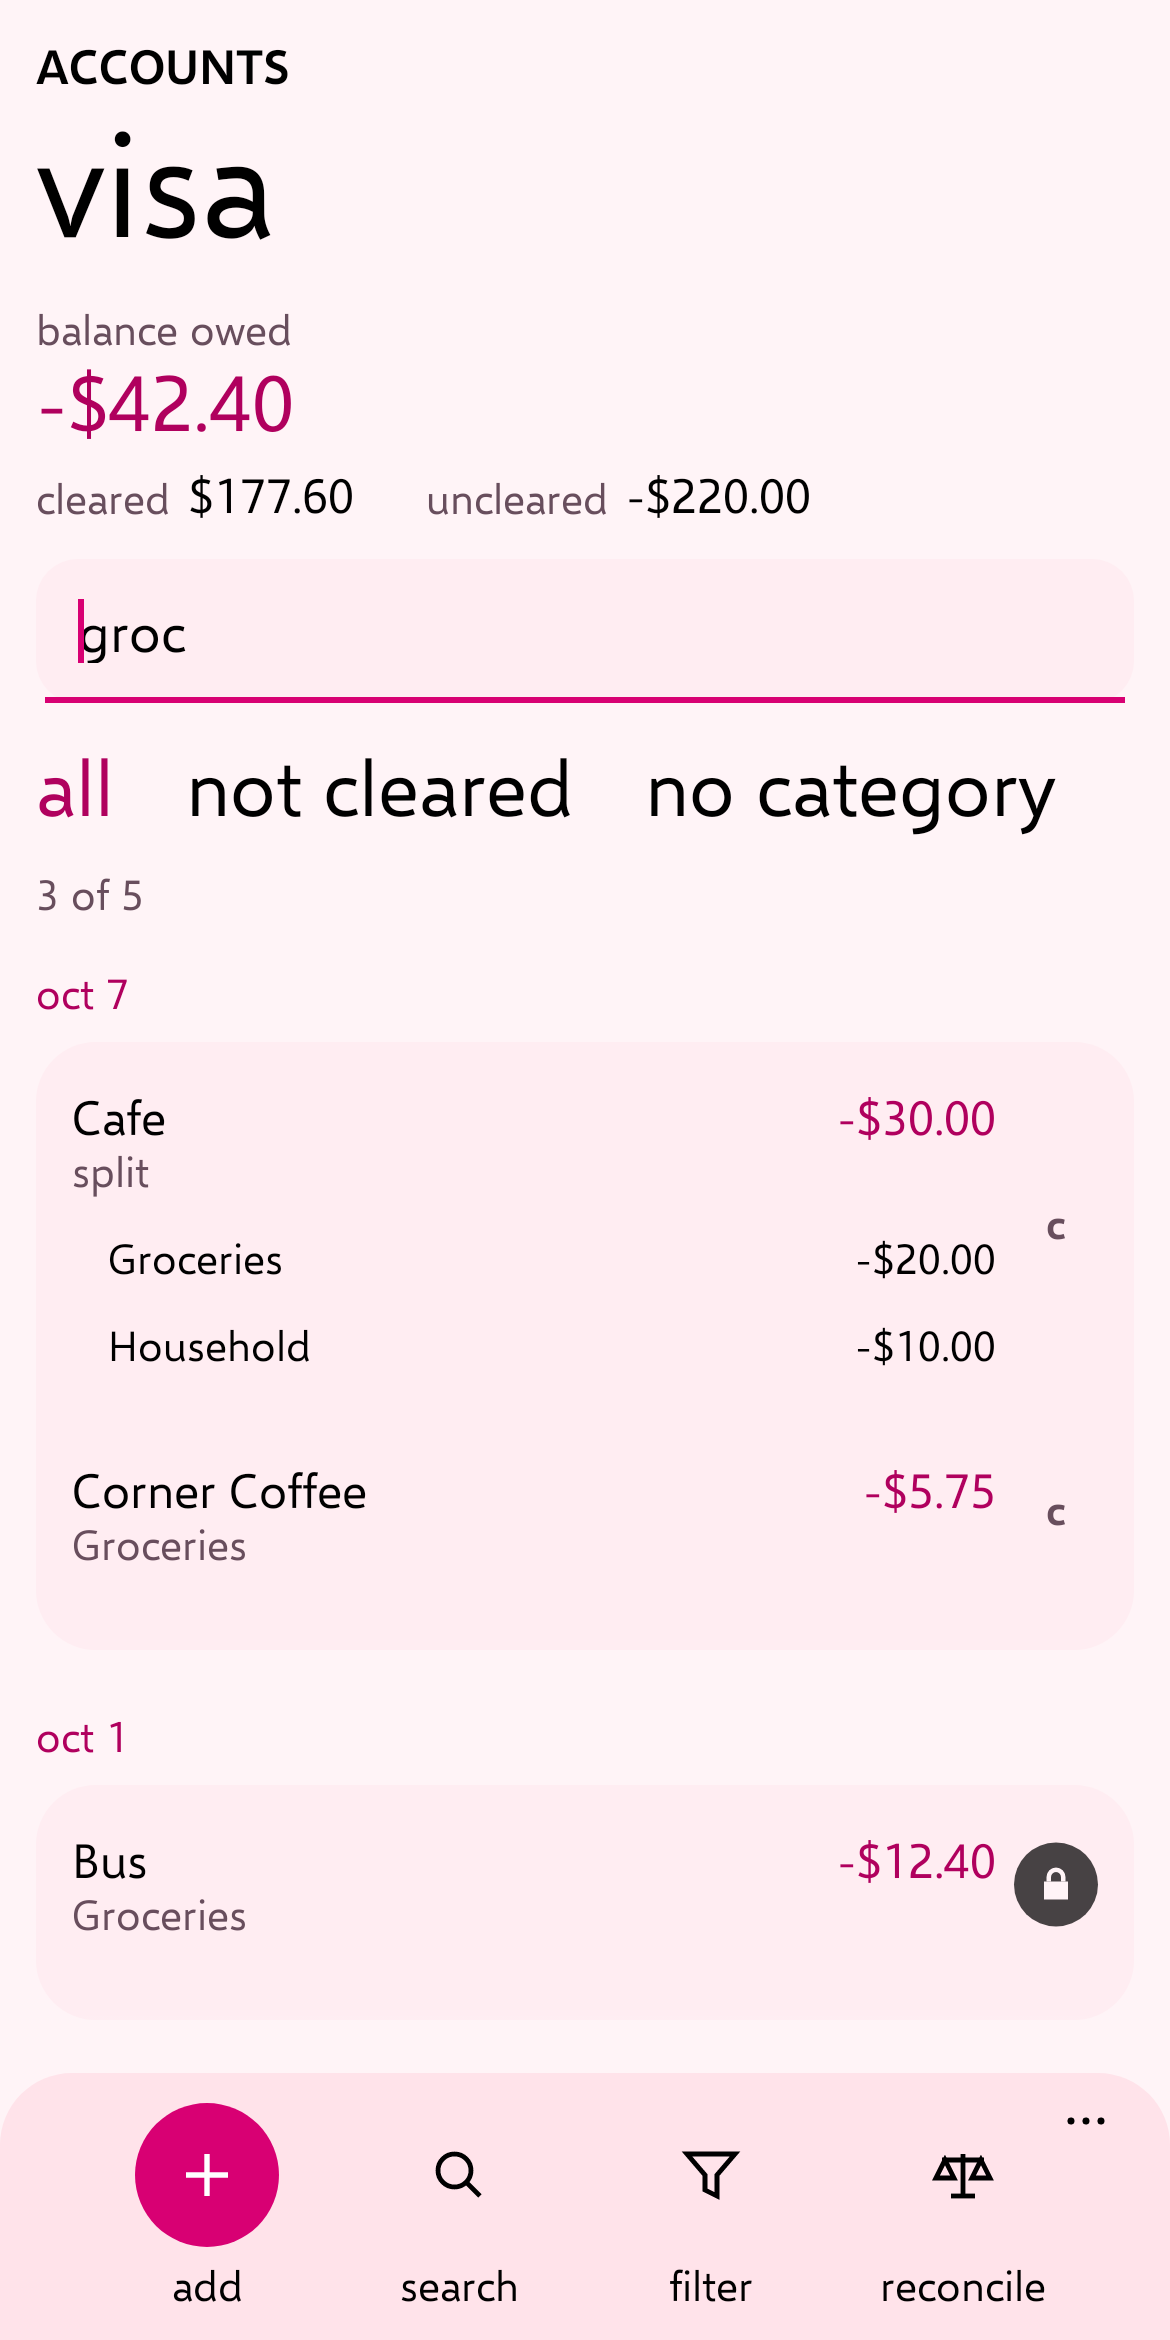 ACCOUNTS
visa
balance owed
-$42.40
cleared $177.60 uncleared -$220.00
groc
all not cleared no category
3 of 5
oct 7
Cafe -$30.00
split
c
Groceries -$20.00
Household -$10.00
Corner Coffee -$5.75 c
Groceries
oct 1
Bus -$12.40
Groceries
add search filter reconcile